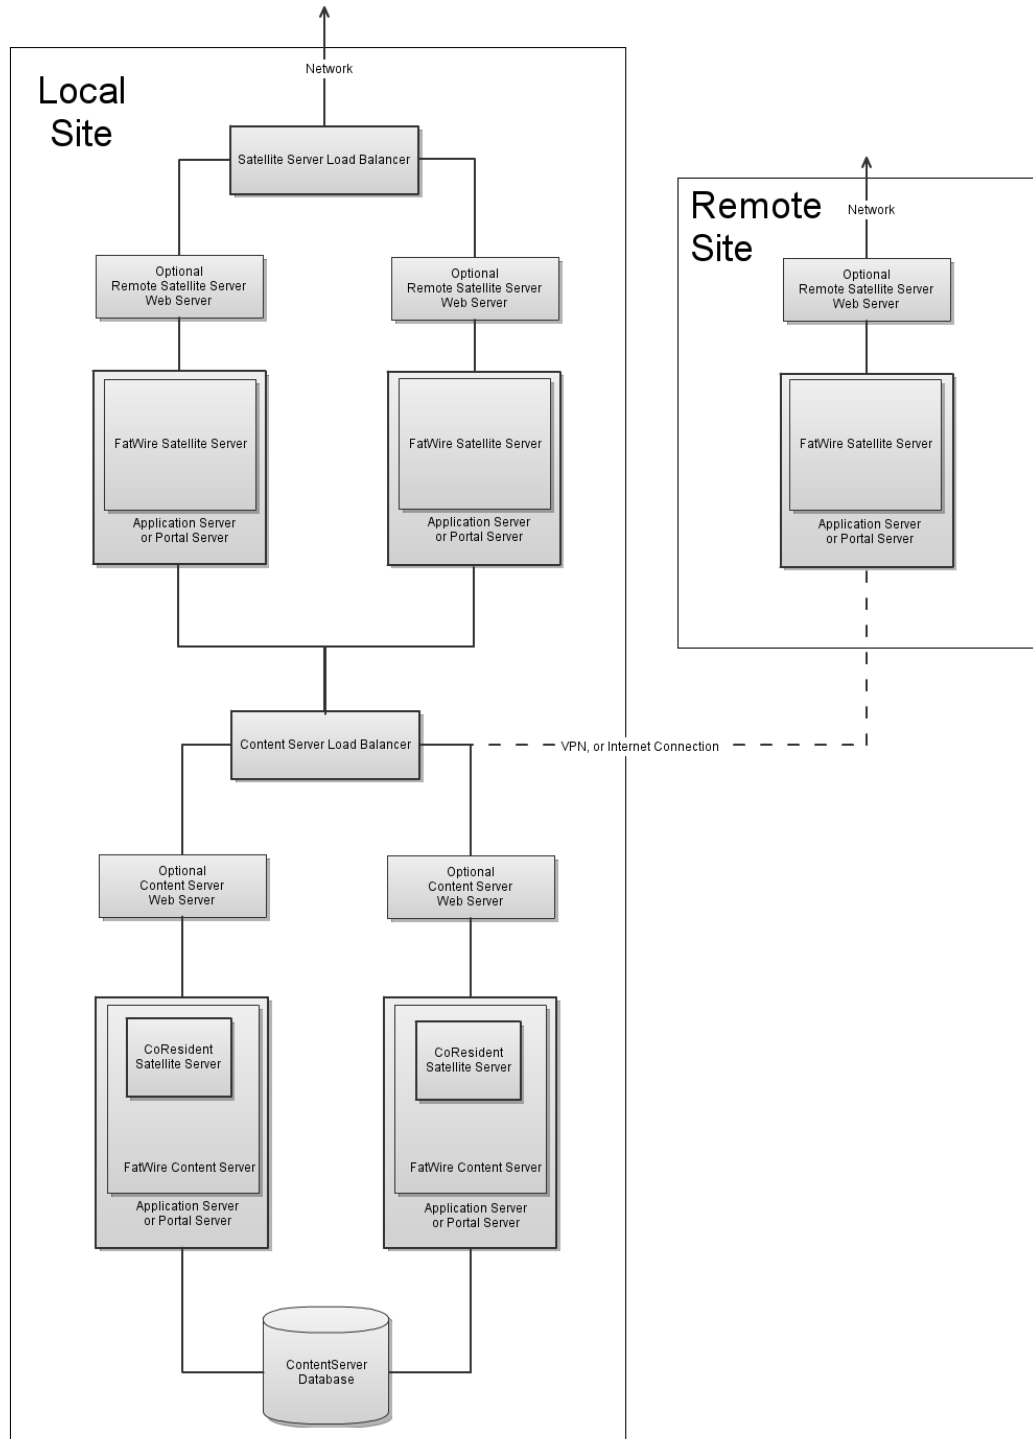 Network
Local
Site
Satellite Server Load Balancer
Optional
Remote Satellite Server
Web Server
Optional
Remote Satellite Server
Web Server
FatWire Satellite Server
Application Server
or Portal Server
FatWire Satellite Server
Application Server
or Portal Server
Remote
Site
Network
Optional
Remote Satellite Server
Web Server
FatWire Satellite Server
Application Server
or Portal Server
Content Server Load Balancer
VPN, or Internet Connection
Optional
Content Server
Web Server
Optional
Content Server
Web Server
CoResident
Satellite Server
FatWire Content Server
Application Server
or Portal Server
CoResident
Satellite Server
FatWire Content Server
Application Server
or Portal Server
ContentServer
Database